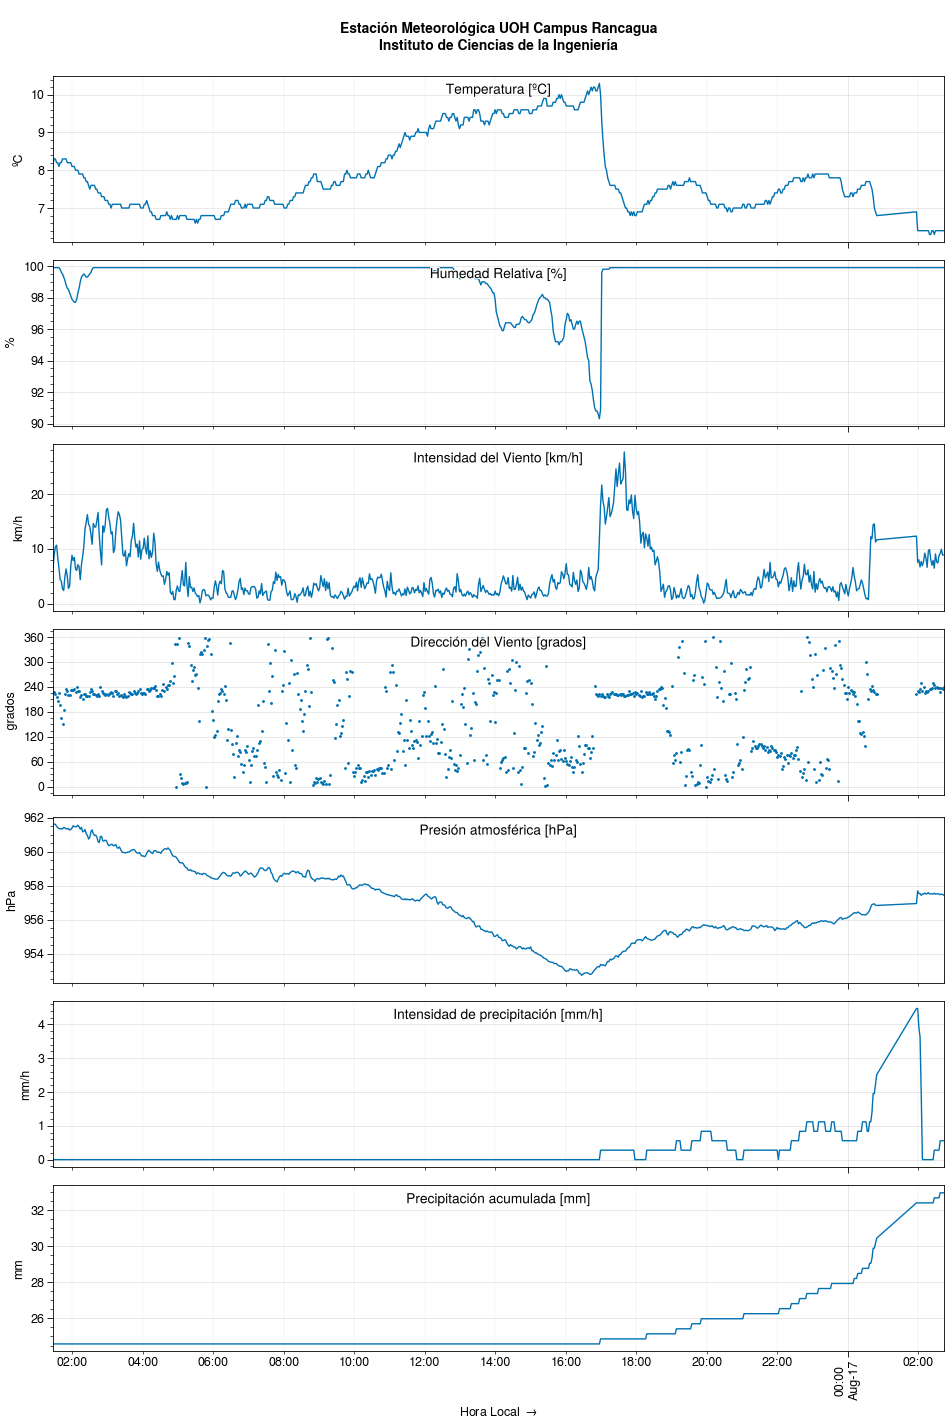 Estación Meteorológica UOH Campus Rancagua
Instituto de Ciencias de la Ingeniería
Temperatura [ºC]
ºC
10
9
8
7
Humedad Relativa [%]
%
100
98
96
94
92
90
Intensidad del Viento [km/h]
km/h
20
10
0
Dirección del Viento [grados]
grados
360
300
240
180
120
60
0
Presión atmosférica [hPa]
hPa
962
960
958
956
954
Intensidad de precipitación [mm/h]
mm/h
4
3
2
1
0
Precipitación acumulada [mm]
mm
32
30
28
26
02:00 04:00 06:00 08:00 10:00 12:00 14:00 16:00 18:00 20:00 22:00 00:00 02:00
Aug-17
Hora Local →